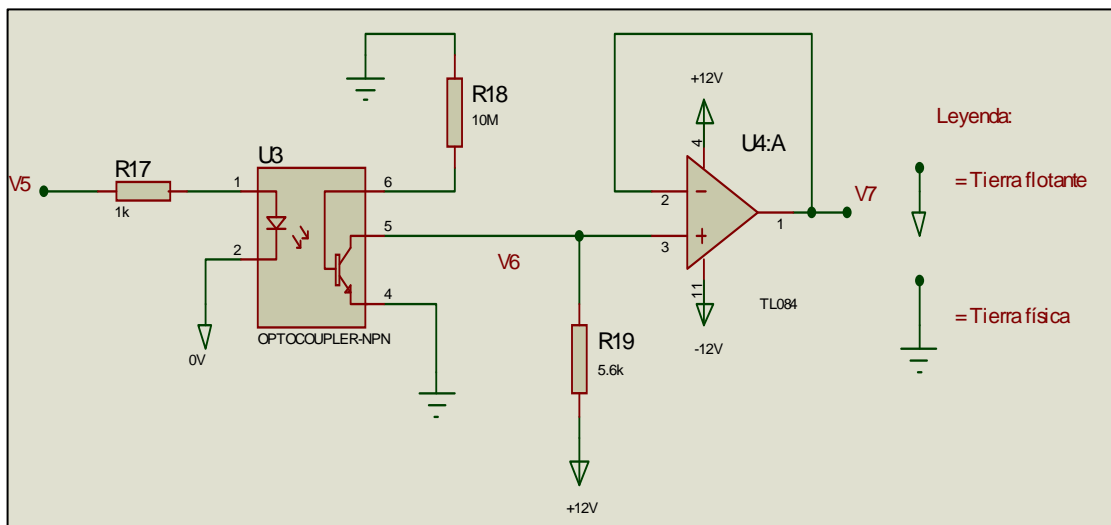 R18
10M
+12V
4
U4:A
Leyenda:
U3
R17
V5
1k
1
6
2
1
V7
= Tierra flotante
5
3
V6
2
4
11
TL084
OPTOCOUPLER-NPN
0V
R19
5.6k
-12V
= Tierra física
+12V